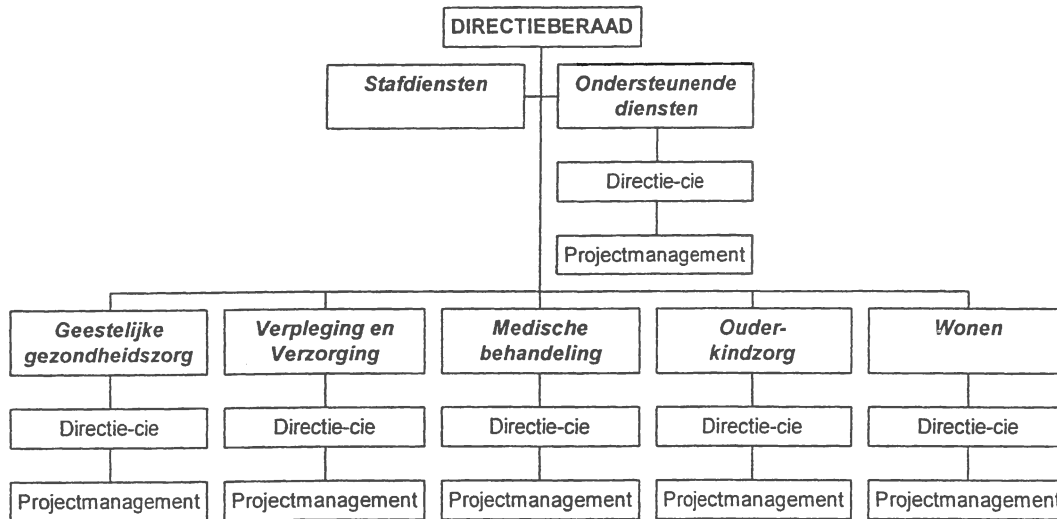 DIRECTIEBERAAD
Stafdiensten
Ondersteunende
diensten
Directie-cie
Projectmanagement
Geestelijke
gezondheidszorg
Verpleging en
Verzorging
Medische
behandeling
Ouder-
kindzorg
Wonen
Directie-cie
Directie-cie
Directie-cie
Directie-cie
Directie-cie
Projectmanagement
Projectmanagement
Projectmanagement
Projectmanagement
Projectmanagement